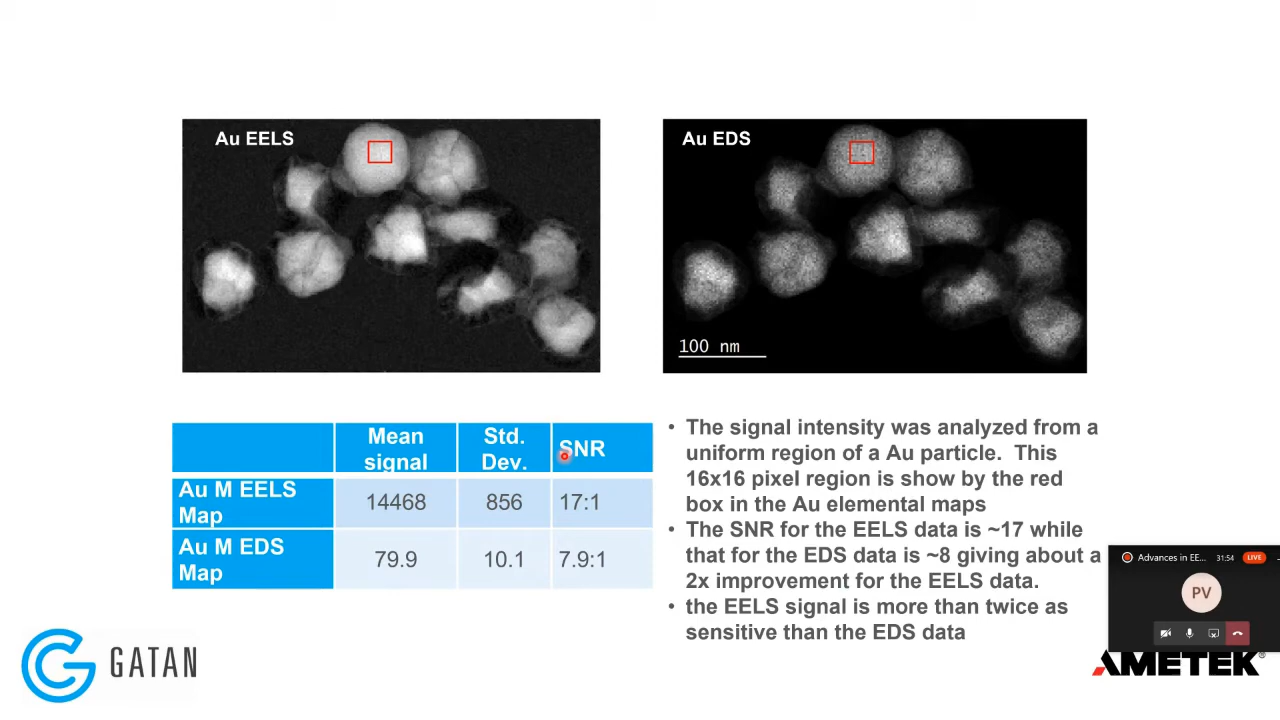 Au EELS
Au EDS
100 nm
Mean signal
Std. Dev.
SNR
Au M EELS Map
14468
856
17:1
Au M EDS Map
79.9
10.1
7.9:1
• The signal intensity was analyzed from a
uniform region of a Au particle. This
16x16 pixel region is show by the red
box in the Au elemental maps
• The SNR for the EELS data is ~17 while
that for the EDS data is ~8 giving about a
2x improvement for the EELS data.
• the EELS signal is more than twice as
sensitive than the EDS data
Advances in EE... 31:54 LIVE
PV
GATAN
AMETEK®